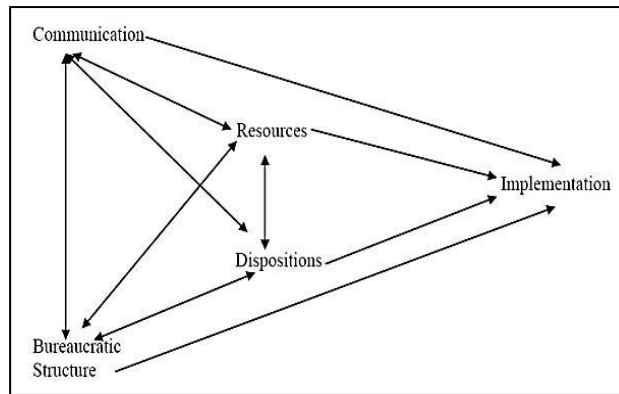 Communication
Resources
Implementation
Dispositions
Bureaucratic
Structure